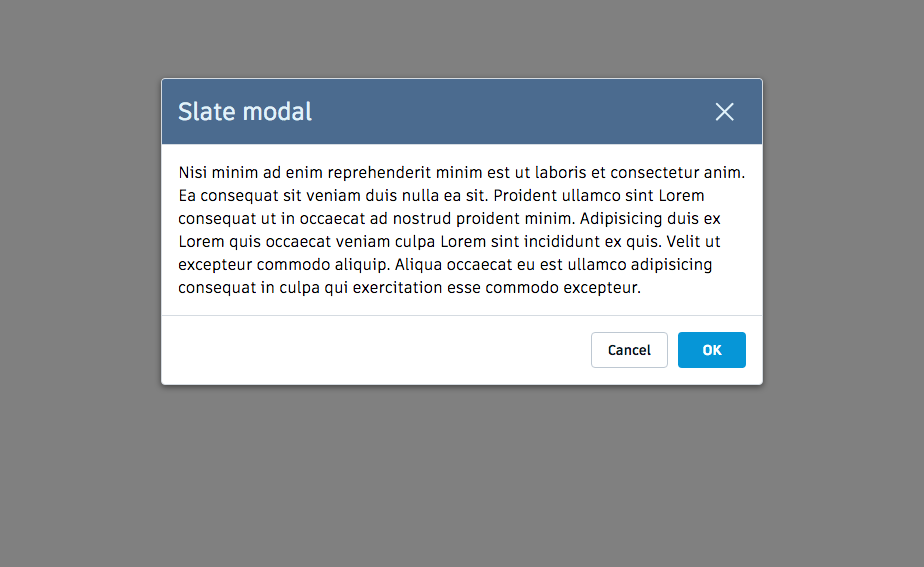 Slate modal
Nisi minim ad enim reprehenderit minim est ut laboris et consectetur anim.
Ea consequat sit veniam duis nulla ea sit. Proident ullamco sint Lorem
consequat ut in occaecat ad nostrud proident minim. Adipisicing duis ex
Lorem quis occaecat veniam culpa Lorem sint incididunt ex quis. Velit ut
excepteur commodo aliquip. Aliqua occaecat eu est ullamco adipisicing
consequat in culpa qui exercitation esse commodo excepteur.
Cancel OK